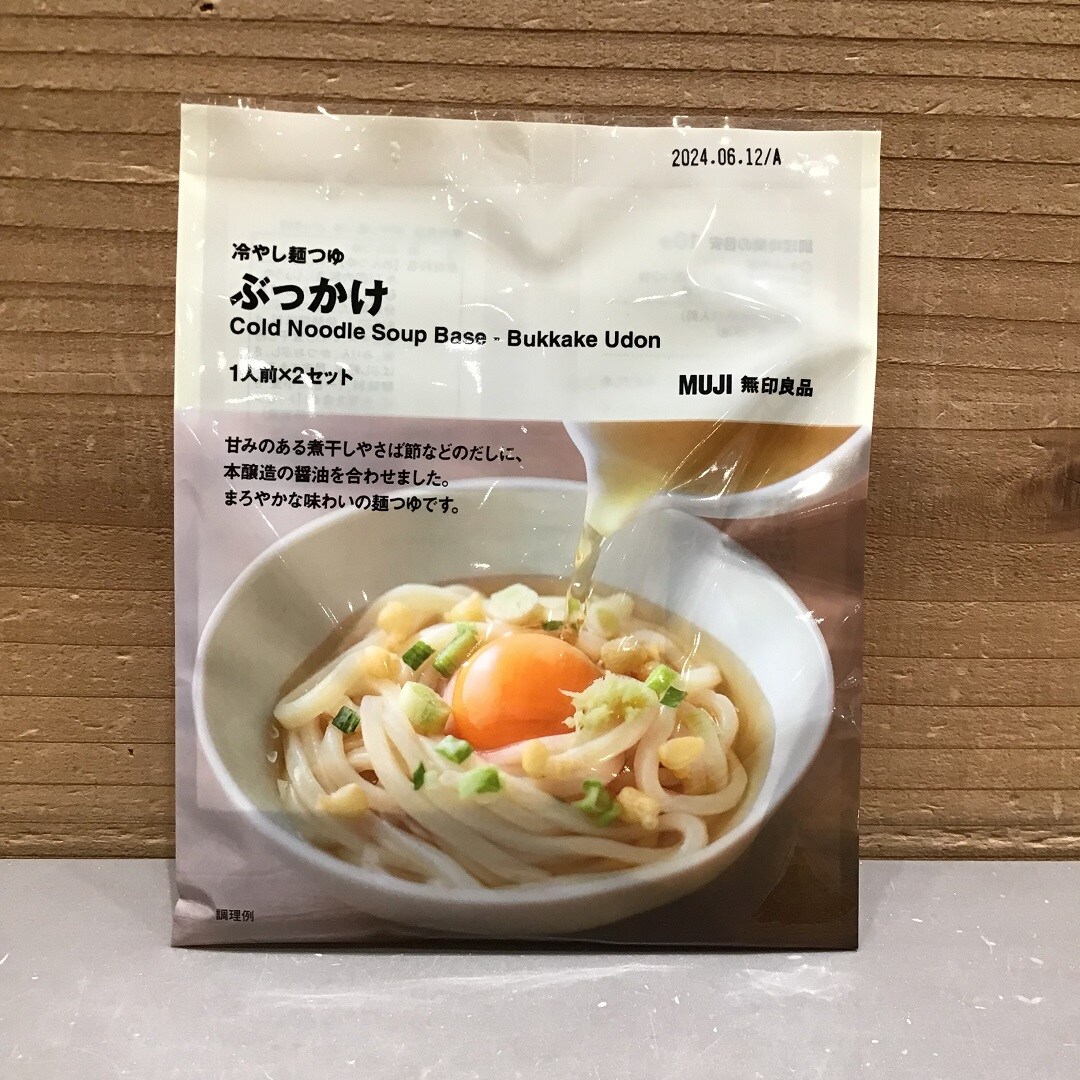 2024.06.12/A
冷やし麺つゆ
ぶっかけ
Cold Noodle Soup Base - Bukkake Udon
1人前×2セット
MUJI 無印良品
甘みのある煮干しやさば節などのだしに、
本醸造の醤油を合わせました。
まろやかな味わいの麺つゆです。
調理例